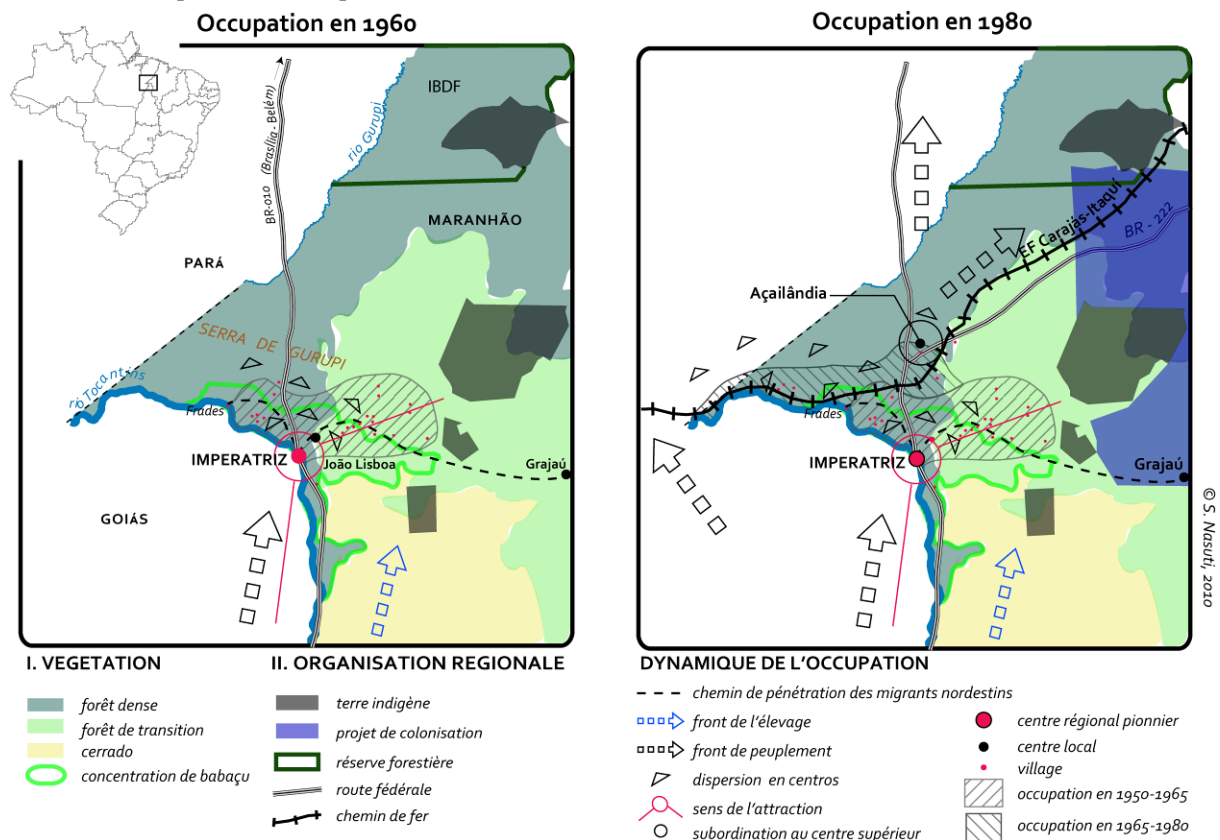 Occupation en 1960
BR-010 (Brasília - Belém)
rio Gurupi
IBDF
MARANHÃO
PARÁ
SERRA DE GURUPI
rio Tocantins
Frades
IMPERATRIZ
João Lisboa
Grajaú
GOIÁS
Occupation en 1980
EF Carajás-Itaquí
BR - 222
Açailândia
Frades
IMPERATRIZ
Grajaú
© S. Nasuti, 2010
I. VEGETATION
forêt dense
forêt de transition
cerrado
concentration de babaçu
II. ORGANISATION REGIONALE
terre indigène
projet de colonisation
réserve forestière
route fédérale
chemin de fer
DYNAMIQUE DE L'OCCUPATION
chemin de pénétration des migrants nordestins
front de l'élevage
front de peuplement
dispersion en centros
sens de l'attraction
subordination au centre supérieur
centre régional pionnier
centre local
village
occupation en 1950-1965
occupation en 1965-1980